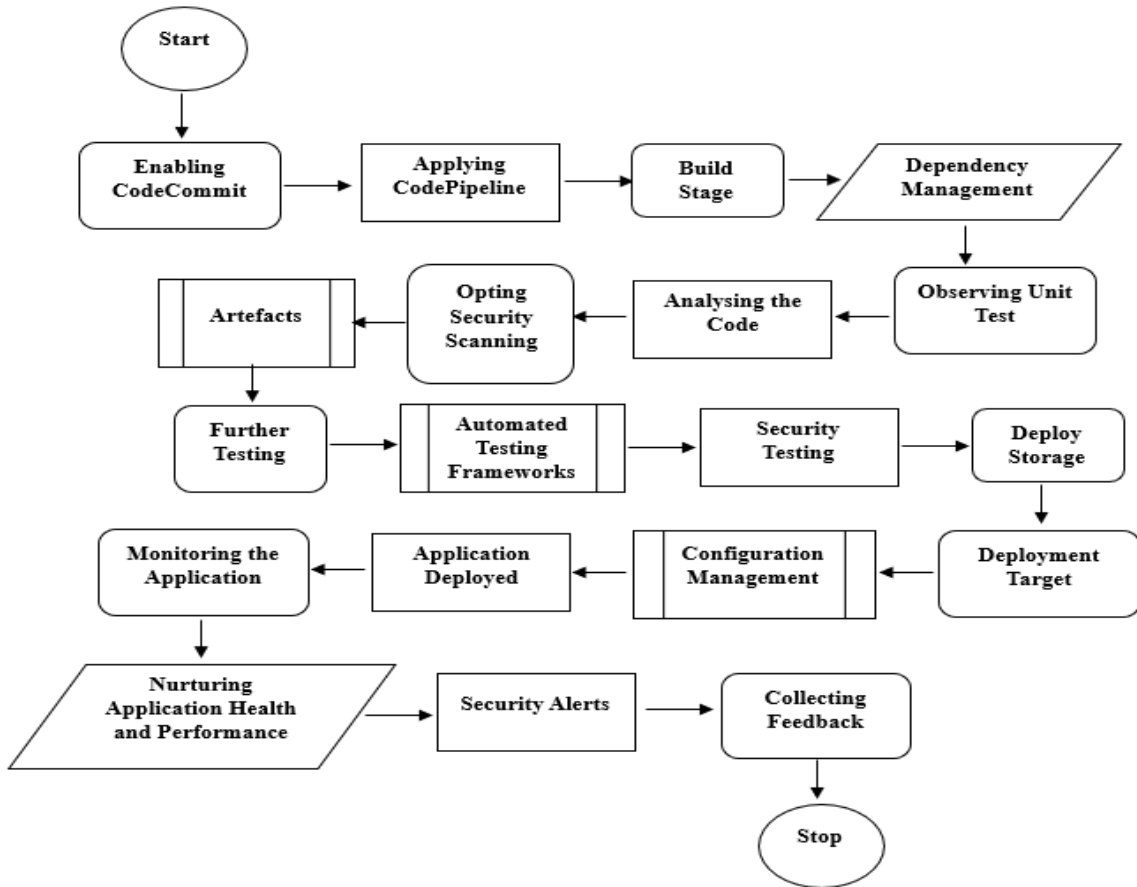 Start
Enabling
CodeCommit
Applying
CodePipeline
Build
Stage
Dependency
Management
Observing Unit
Test
Analysing the
Code
Opting
Security
Scanning
Artefacts
Further
Testing
Automated
Testing
Frameworks
Security
Testing
Deploy
Storage
Deployment
Target
Configuration
Management
Application
Deployed
Monitoring the
Application
Nurturing
Application Health
and Performance
Security Alerts
Collecting
Feedback
Stop